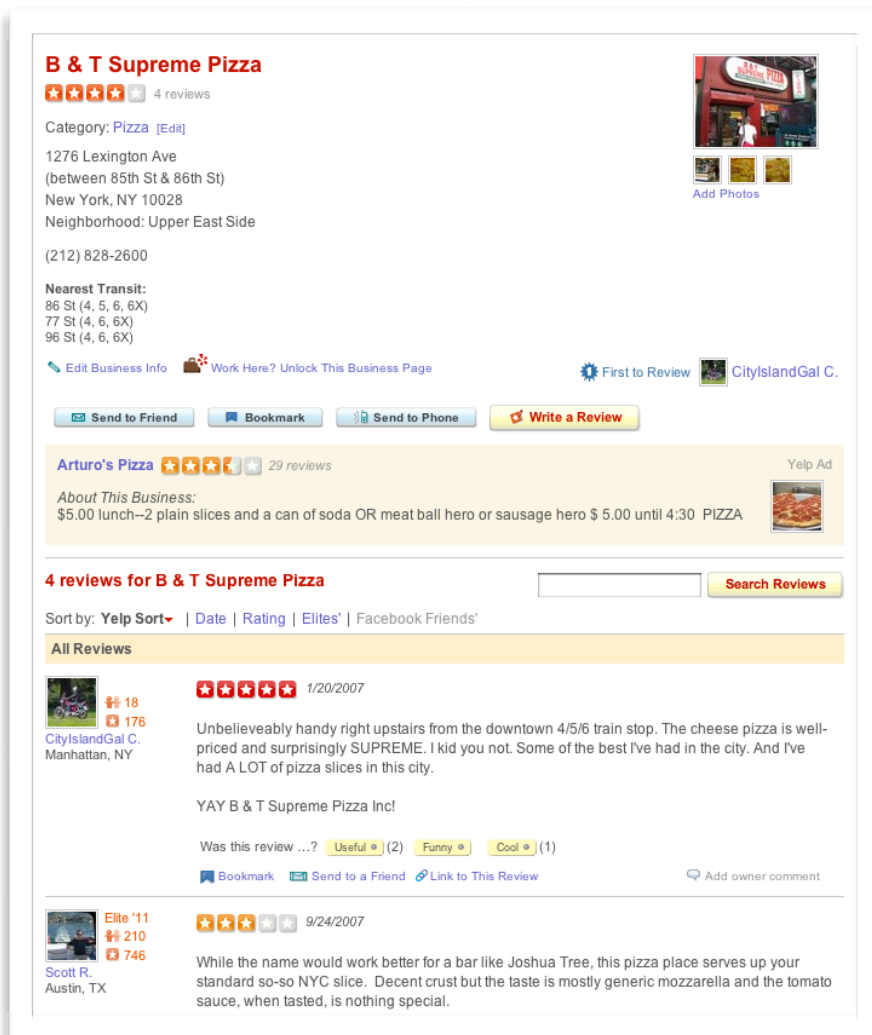 B & T Supreme Pizza
4 reviews
Category: Pizza [Edit]
1276 Lexington Ave
(between 85th St & 86th St)
New York, NY 10028
Neighborhood: Upper East Side
(212) 828-2600
Nearest Transit:
86 St (4, 5, 6, 6X)
77 St (4, 6, 6X)
96 St (4, 6, 6X)
B & T
SUPREME PIZZA
Add Photos
Edit Business Info
Work Here? Unlock This Business Page
1 First to Review
CityIslandGal C.
Send to Friend
Bookmark
Send to Phone
Write a Review
Arturo's Pizza 29 reviews
Yelp Ad
About This Business:
$5.00 lunch--2 plain slices and a can of soda OR meat ball hero or sausage hero $ 5.00 until 4:30 PIZZA
4 reviews for B & T Supreme Pizza
Search Reviews
Sort by: Yelp Sort | Date | Rating | Elites' | Facebook Friends'
All Reviews
18
176
CityIslandGal C.
Manhattan, NY
1/20/2007
Unbelieveably handy right upstairs from the downtown 4/5/6 train stop. The cheese pizza is well-
priced and surprisingly SUPREME. I kid you not. Some of the best I've had in the city. And I've
had A LOT of pizza slices in this city.
YAY B & T Supreme Pizza Inc!
Was this review ...? Useful (2) Funny Cool (1)
Bookmark Send to a Friend Link to This Review
Add owner comment
Elite '11
210
746
Scott R.
Austin, TX
9/24/2007
While the name would work better for a bar like Joshua Tree, this pizza place serves up your
standard so-so NYC slice. Decent crust but the taste is mostly generic mozzarella and the tomato
sauce, when tasted, is nothing special.